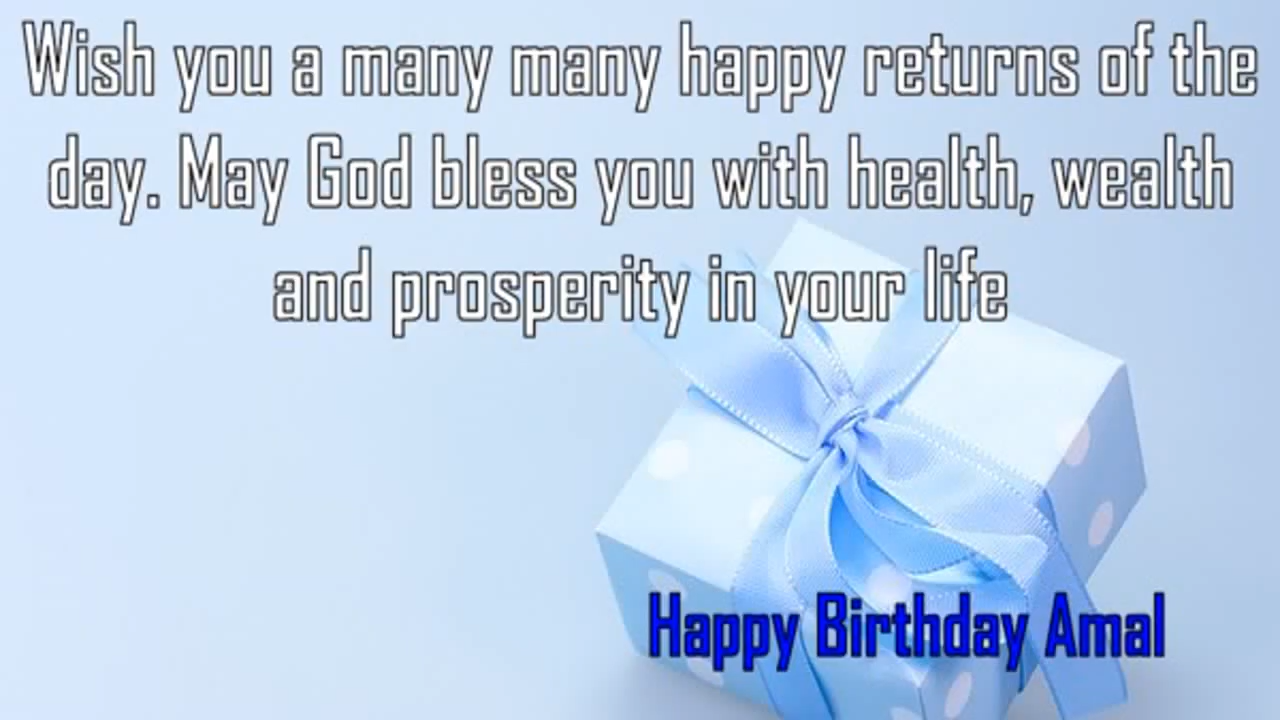 Wish you a many many happy returns of the
day. May God bless you with health, wealth
and prosperity in your life
Happy Birthday Amal